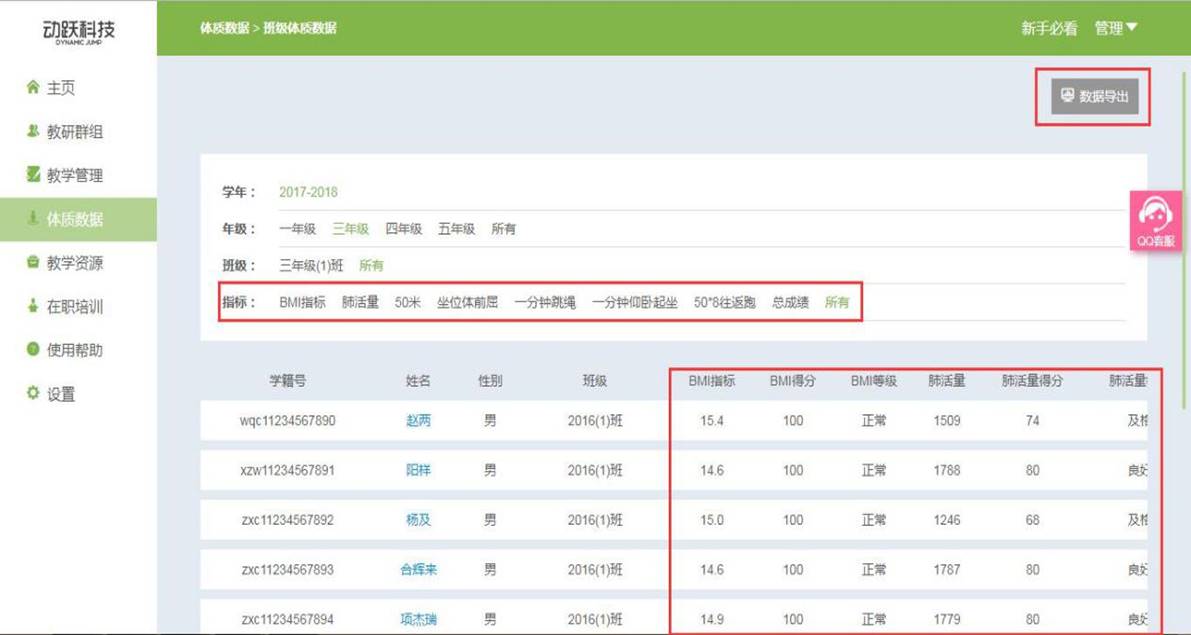 动跃科技
DYNAMIC JUMP
体质数据 > 班级体质数据
新手必看 管理
主页
教研群组
教学管理
体质数据
教学资源
在职培训
使用帮助
设置
数据导出
QQ客服
学年： 2017-2018
年级： 一年级 三年级 四年级 五年级 所有
班级： 三年级(1)班 所有
指标： BMI指标 肺活量 50米 坐位体前屈 一分钟跳绳 一分钟仰卧起坐 50*8往返跑 总成绩 所有
学籍号 姓名 性别 班级 BMI指标 BMI得分 BMI等级 肺活量 肺活量得分 肺活量
wqc11234567890 赵两 男 2016(1)班 15.4 100 正常 1509 74 及格
xzw11234567891 阳样 男 2016(1)班 14.6 100 正常 1788 80 良好
zxc11234567892 杨及 男 2016(1)班 15.0 100 正常 1246 68 及格
zxc11234567893 合辉来 男 2016(1)班 14.6 100 正常 1787 80 良好
zxc11234567894 项杰瑞 男 2016(1)班 14.9 100 正常 1779 80 良好